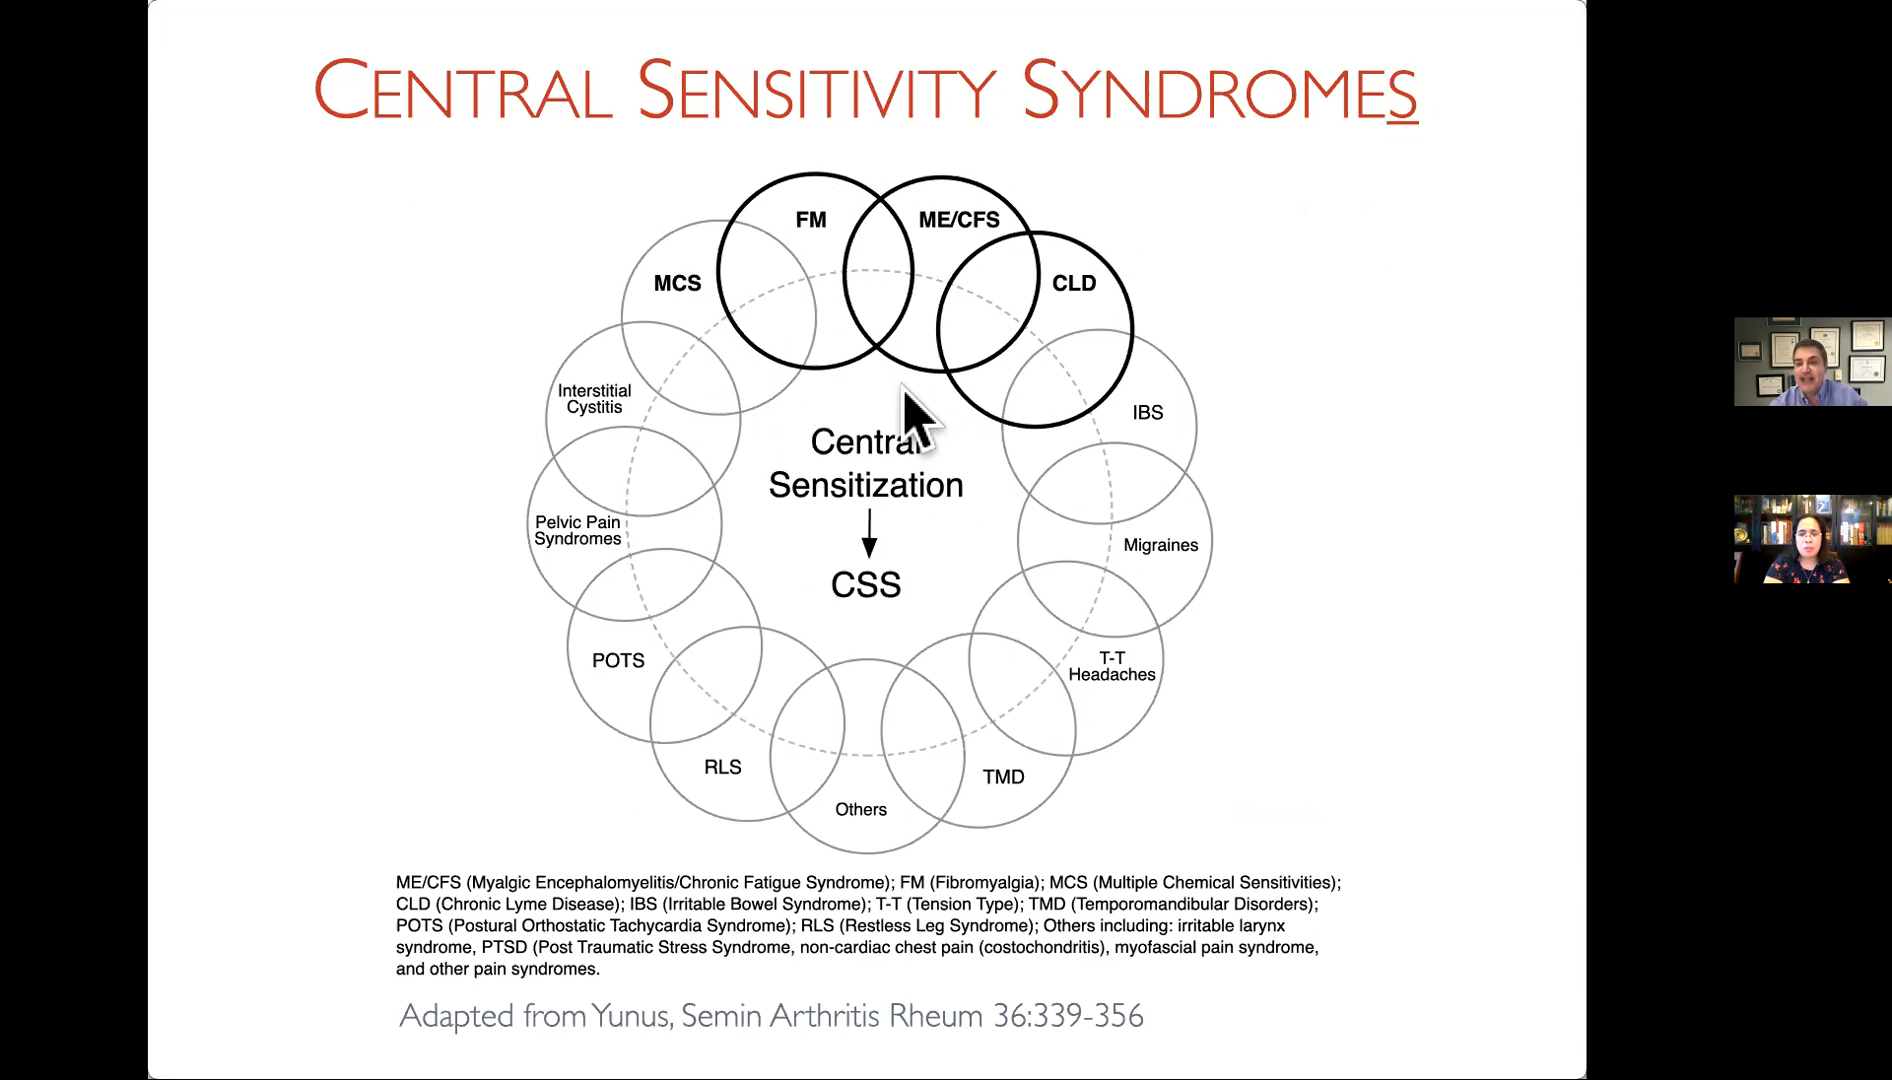 CENTRAL SENSITIVITY SYNDROMES
FM
ME/CFS
MCS
CLD
Interstitial
Cystitis
IBS
Pelvic Pain
Syndromes
Central
Sensitization
CSS
Migraines
POTS
T-T
Headaches
RLS
TMD
Others
ME/CFS (Myalgic Encephalomyelitis/Chronic Fatigue Syndrome); FM (Fibromyalgia); MCS (Multiple Chemical Sensitivities);
CLD (Chronic Lyme Disease); IBS (Irritable Bowel Syndrome); T-T (Tension Type); TMD (Temporomandibular Disorders);
POTS (Postural Orthostatic Tachycardia Syndrome); RLS (Restless Leg Syndrome); Others including: irritable larynx
syndrome, PTSD (Post Traumatic Stress Syndrome, non-cardiac chest pain (costochondritis), myofascial pain syndrome,
and other pain syndromes.
Adapted from Yunus, Semin Arthritis Rheum 36:339-356